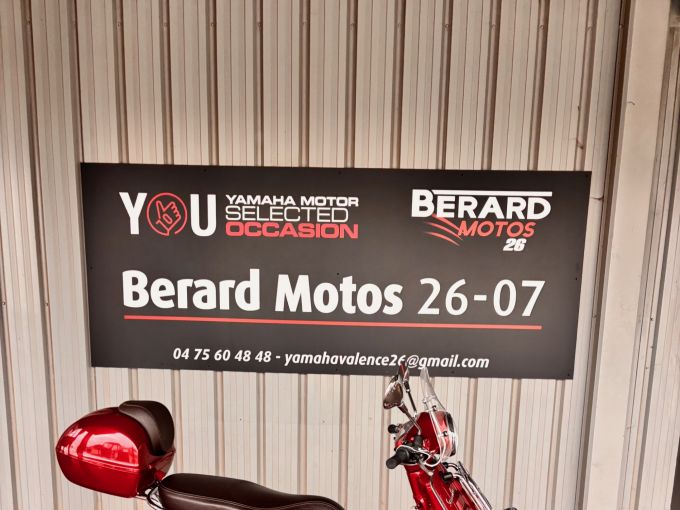 YOU
YAMAHA MOTOR
SELECTED
OCCASION
BERARD
MOTOS
26
Berard Motos 26-07
04 75 60 48 48 - yamahavalence26@gmail.com